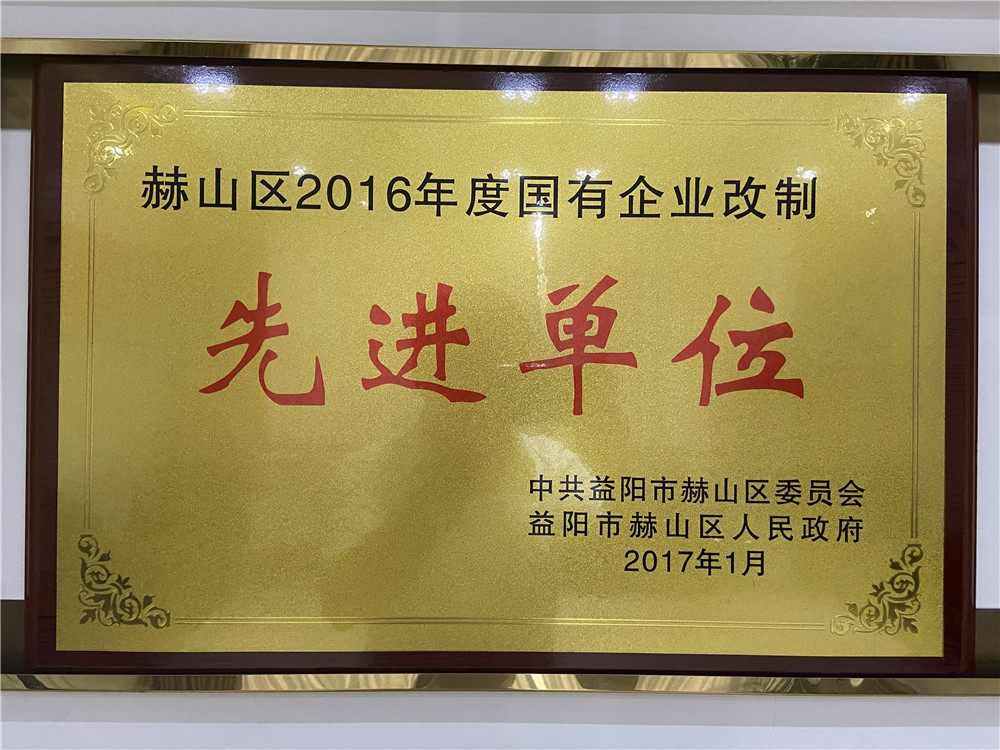 赫山区2016年度国有企业改制
先进单位
中共益阳市赫山区委员会
益阳市赫山区人民政府
2017年1月